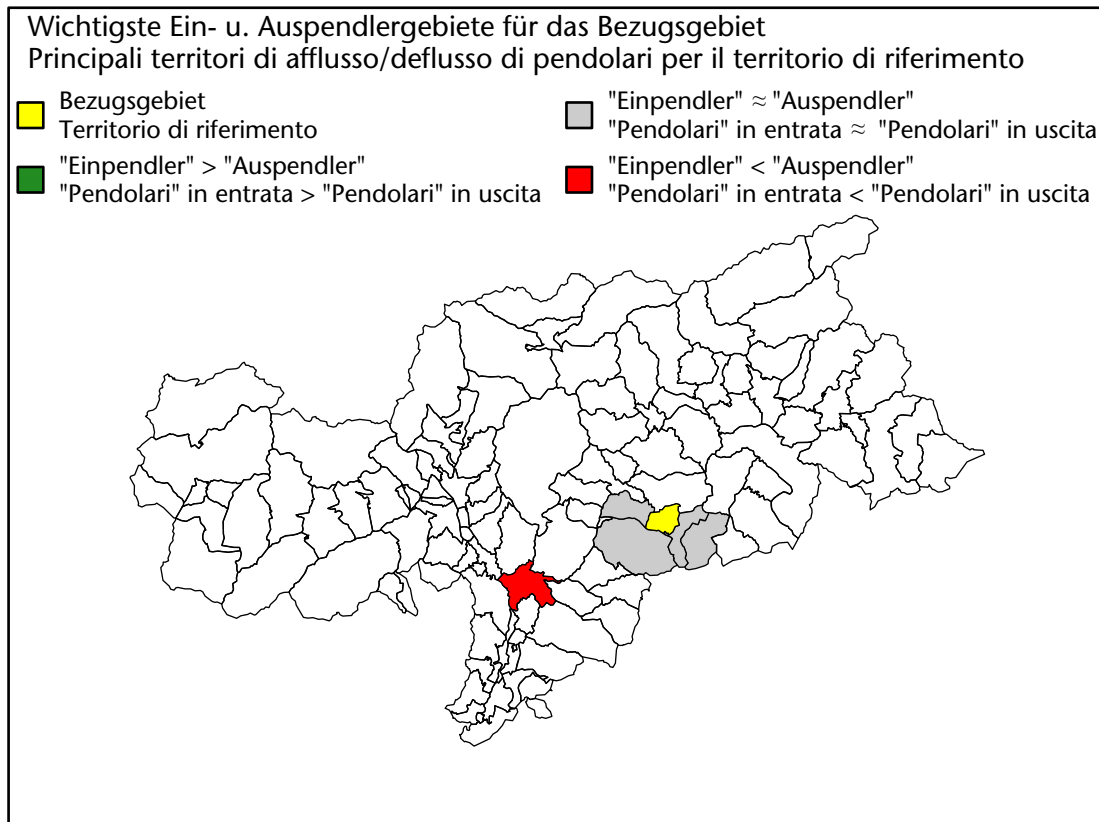 Wichtigste Ein- u. Auspendlergebiete für das Bezugsgebiet
Principali territori di afflusso/deflusso di pendolari per il territorio di riferimento
Bezugsgebiet
Territorio di riferimento
"Einpendler" > "Auspendler"
"Pendolari" in entrata > "Pendolari" in uscita
"Einpendler" ≈ "Auspendler"
"Pendolari" in entrata ≈ "Pendolari" in uscita
"Einpendler" < "Auspendler"
"Pendolari" in entrata < "Pendolari" in uscita